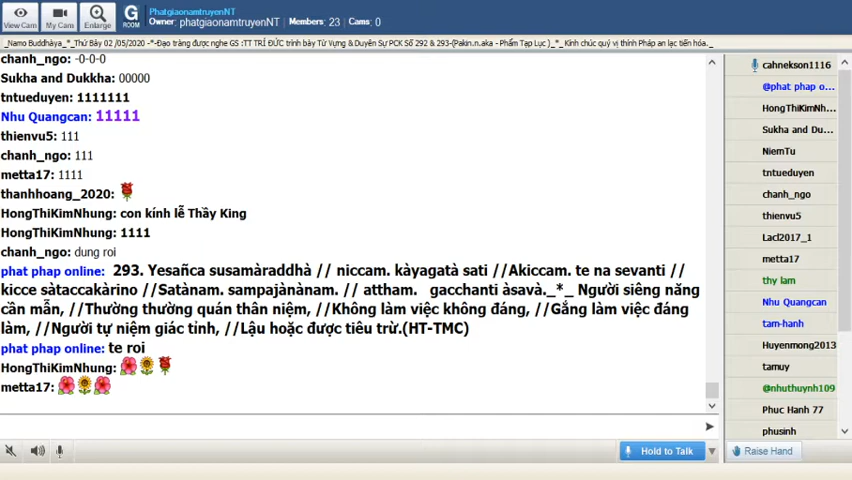 View Cam
My Cam
Enlarge
G
ROOM
PhatgiaonamtruyenNT
Owner: phatgiaonamtruyenNT Members: 23 Cams: 0
_Namo Buddhàya_*_Thứ Bảy 02 /05/2020 -*-Đạo tràng được nghe GS :TT TRÍ ĐỨC trình bày Từ Vựng & Duyên Sự PCK Số 292 & 293-(Pakin.n.aka - Phẩm Tạp Lục )_*_ Kính chúc quý vị thính Pháp an lạc tiến hóa._
chanh_ngo: -0-0-0
Sukha and Dukkha: 00000
tntueduyen: 1111111
Nhu Quangcan: 11111
thienvu5: 111
chanh_ngo: 111
metta17: 1111
thanhhoang_2020:
HongThiKimNhung: con kính lễ Thầy King
HongThiKimNhung: 1111
chanh_ngo: dung roi
phat phap online: 293. Yesañca susamàraddhà // niccam. kàyagatà sati //Akiccam. te na sevanti //
kicce sàtaccakàrino //Satànam. sampajànànam. // attham. gacchanti àsavà._*_ Người siêng năng
cần mẫn, //Thường thường quán thân niệm, //Không làm việc không đáng, //Gắng làm việc đáng
làm, //Người tự niệm giác tỉnh, //Lậu hoặc được tiêu trừ.(HT-TMC)
phat phap online: te roi
HongThiKimNhung:
metta17:
Hold to Talk
cahnekson1116
@phat phap o...
HongThiKimNh...
Sukha and Du...
NiemTu
tntueduyen
chanh_ngo
thienvu5
Lacl2017_1
metta17
thy lam
Nhu Quangcan
tam-hanh
Huyenmong2013
tamuy
@nhuthuynh109
Phuc Hanh 77
phusinh
Raise Hand